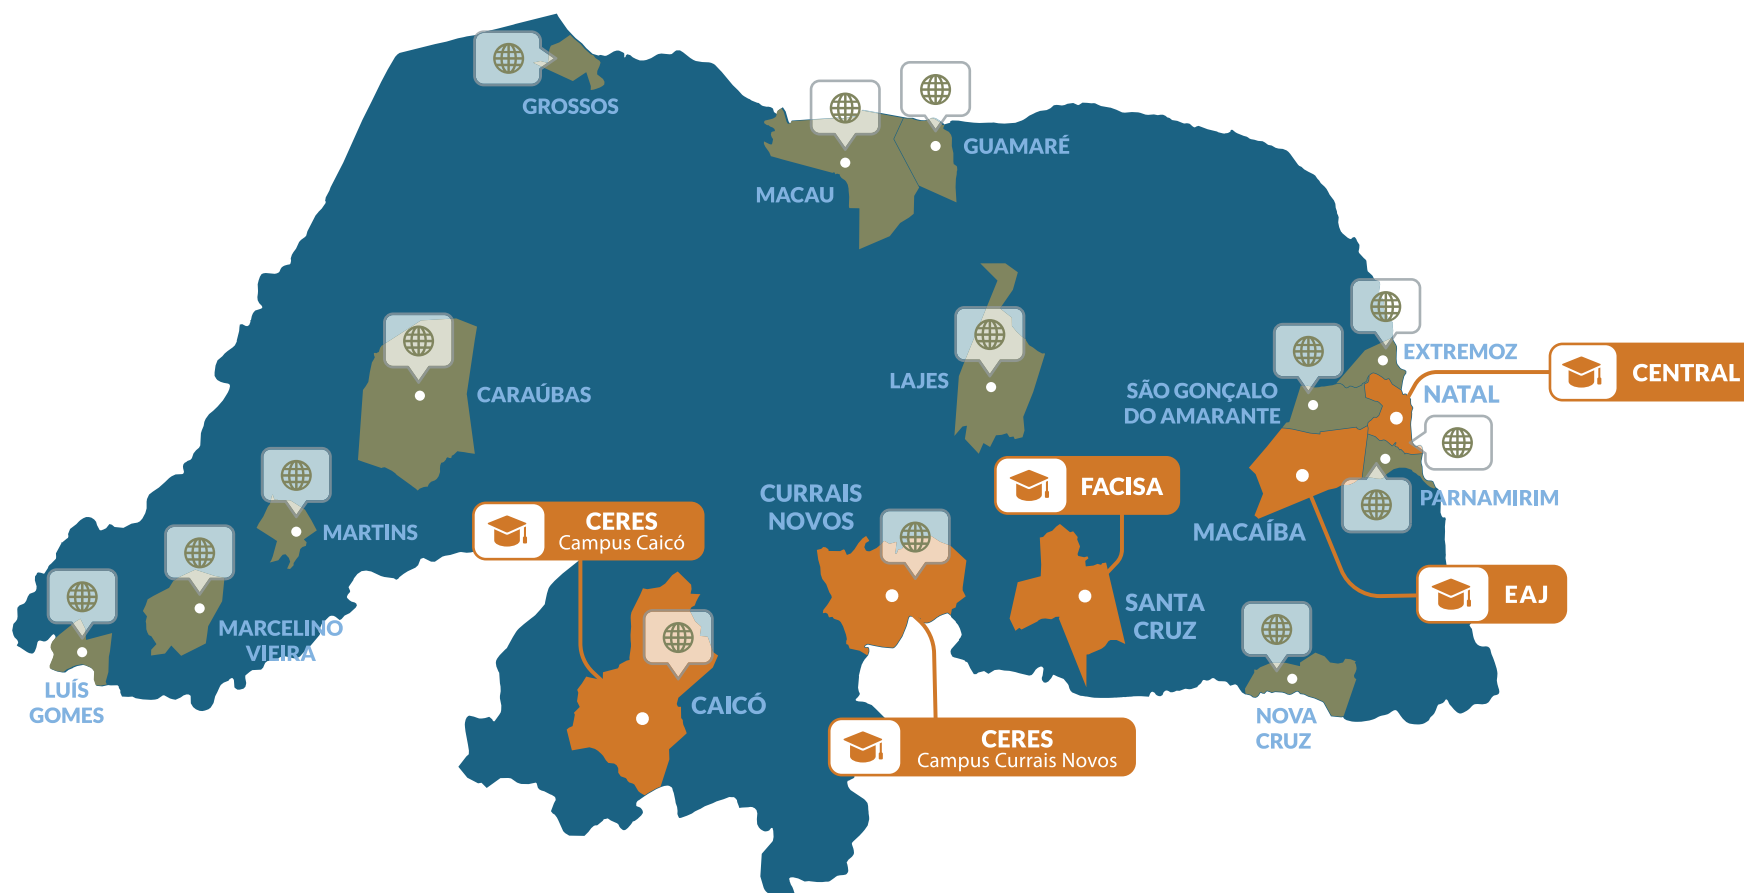 GROSSOS
GUAMARÉ
MACAU
EXTREMOZ
CENTRAL
LAJES
SÃO GONÇALO
DO AMARANTE
NATAL
CARAÚBAS
FACISA
PARNAMIRIM
CURRAIS
NOVOS
MACAÍBA
MARTINS
CERES
Campus Caicó
EAJ
SANTA
CRUZ
MARCELINO
VIEIRA
LUÍS
GOMES
CAICÓ
NOVA
CRUZ
CERES
Campus Currais Novos